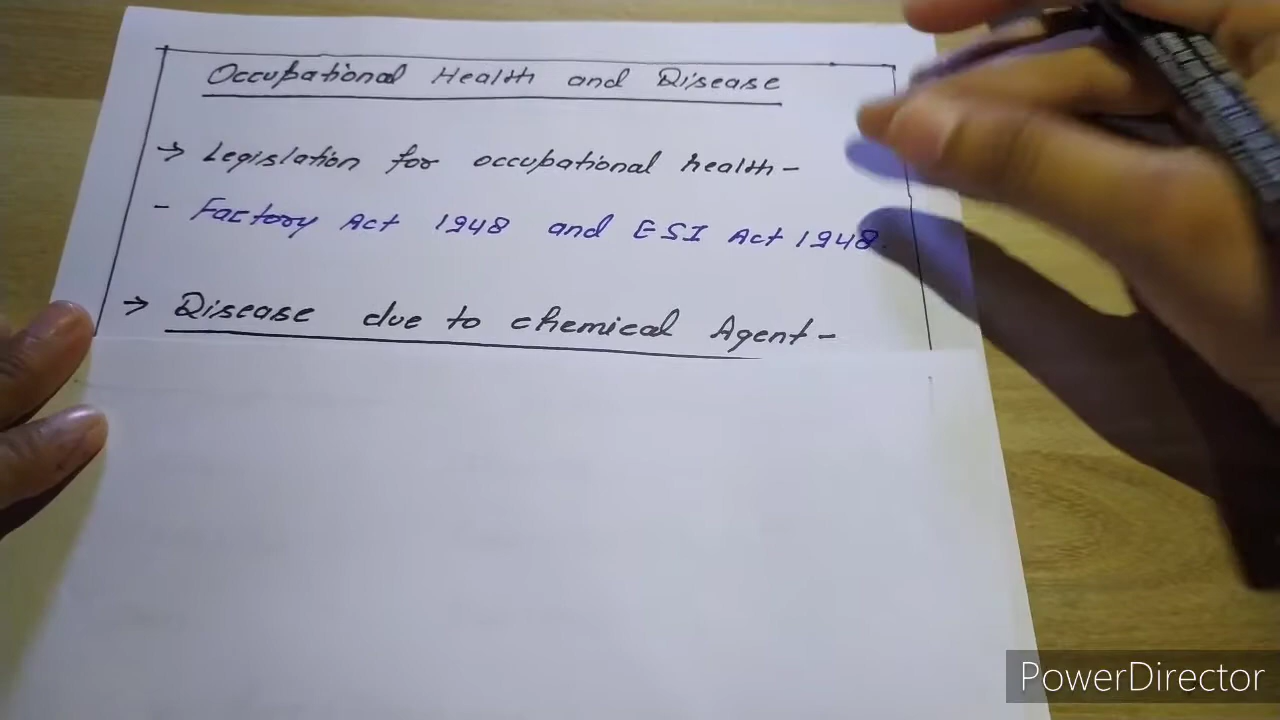 Occupational Health and Disease
→ Legislation for occupational health-
- Factory Act 1948 and ESI Act 1948.
→ Disease due to chemical Agent-
PowerDirector